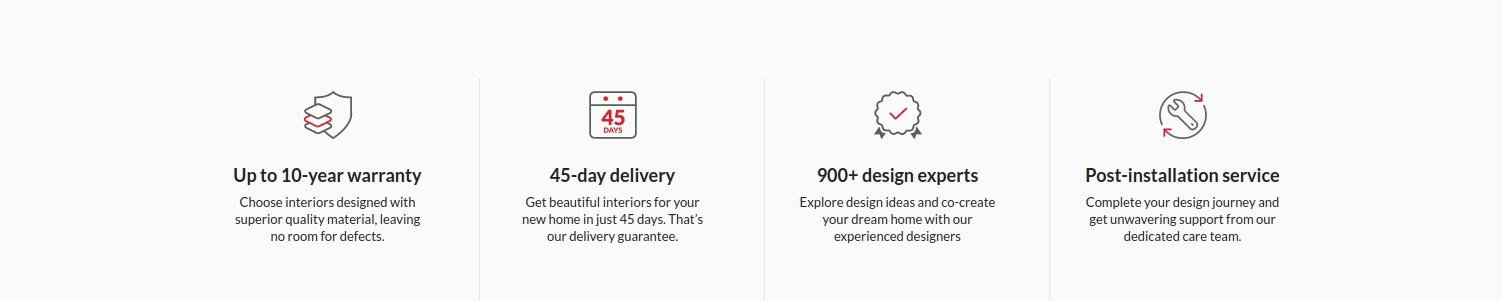 45
DAYS
Up to 10-year warranty
Choose interiors designed with
superior quality material, leaving
no room for defects.
45-day delivery
Get beautiful interiors for your
new home in just 45 days. That’s
our delivery guarantee.
900+ design experts
Explore design ideas and co-create
your dream home with our
experienced designers
Post-installation service
Complete your design journey and
get unwavering support from our
dedicated care team.